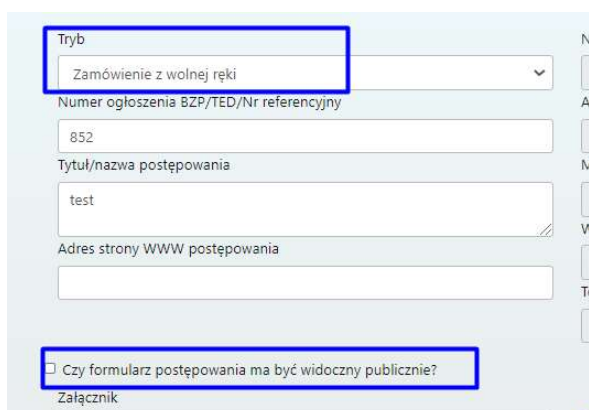 Tryb
Zamówienie z wolnej ręki
Numer ogłoszenia BZP/TED/Nr referencyjny
852
Tytuł/nazwa postępowania
test
Adres strony WWW postępowania
Czy formularz postępowania ma być widoczny publicznie?
Załącznik